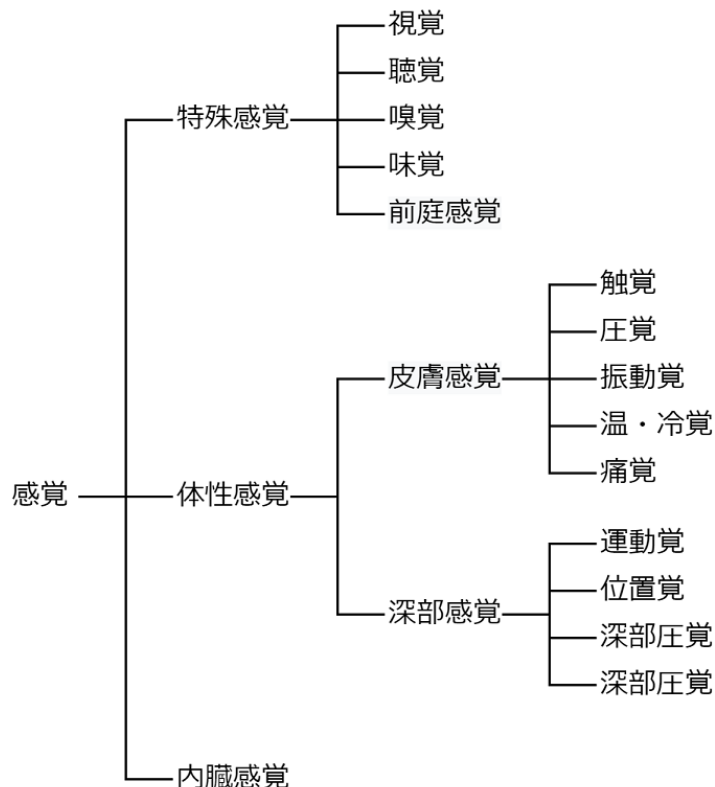 視覚
聴覚
特殊感覚
嗅覚
味覚
前庭感覚
触覚
圧覚
皮膚感覚
振動覚
温・冷覚
痛覚
感覚
体性感覚
運動覚
位置覚
深部感覚
深部圧覚
深部圧覚
内臓感覚